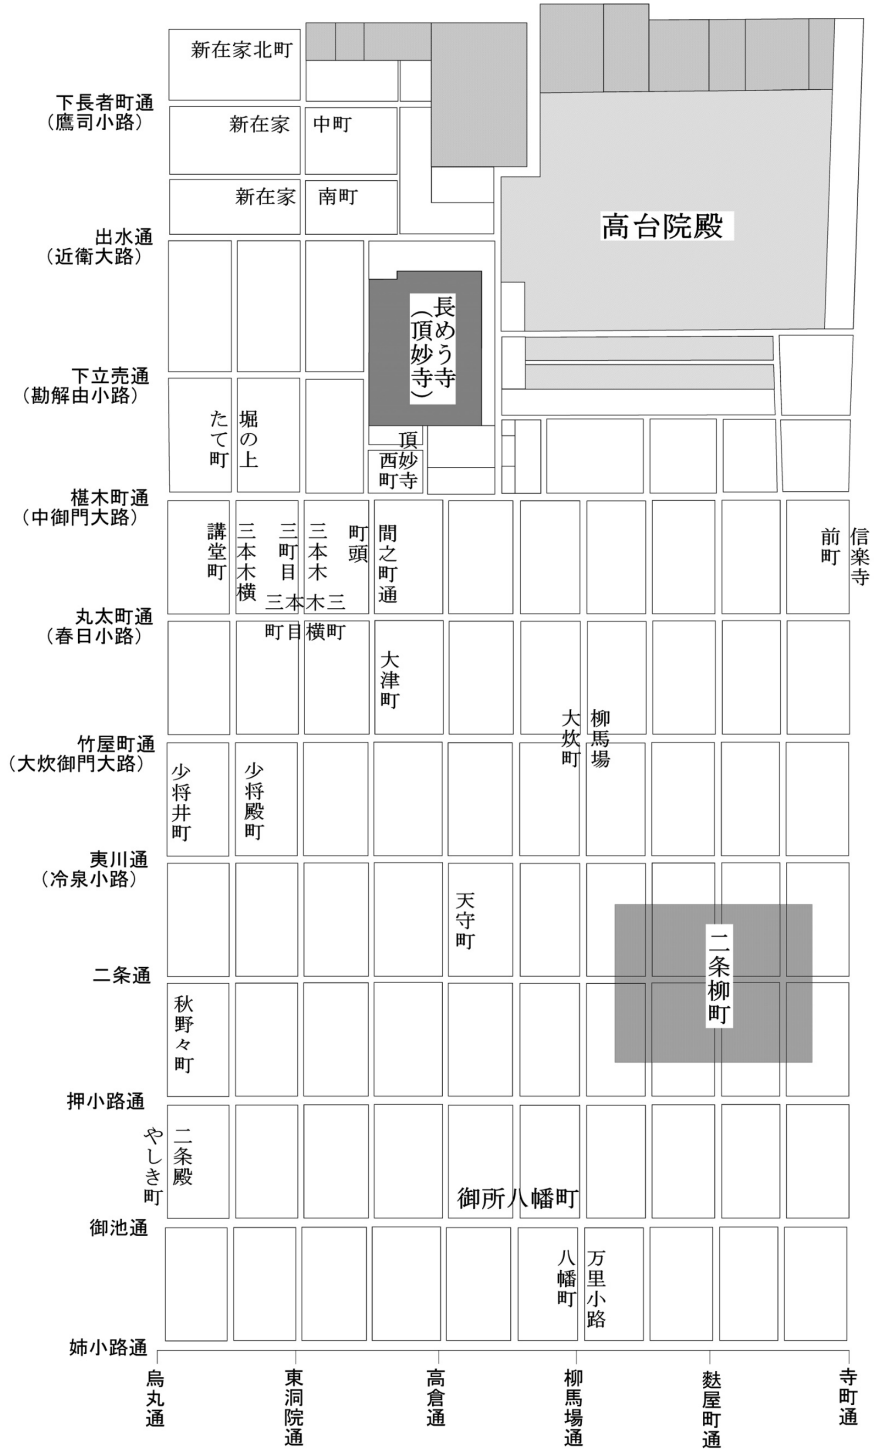 新在家北町
下長者町通
(鷹司小路)
新在家 中町
新在家 南町
高台院殿
出水通
(近衛大路)
長めう寺
(頂妙寺)
下立売通
(勘解由小路)
堀の上
たて町
頂妙寺
西町
椹木町通
(中御門大路)
講堂町
三本木横
三町目
三本木
町頭
間之町通
信楽寺
前町
三本木三
町目横町
丸太町通
(春日小路)
大津町
柳馬場
大炊町
竹屋町通
(大炊御門大路)
少将井町
少将殿町
夷川通
(冷泉小路)
天守町
二条柳町
二条通
秋野々町
押小路通
二条殿
やしき町
御所八幡町
御池通
万里小路
八幡町
姉小路通
烏丸通
東洞院通
高倉通
柳馬場通
麩屋町通
寺町通